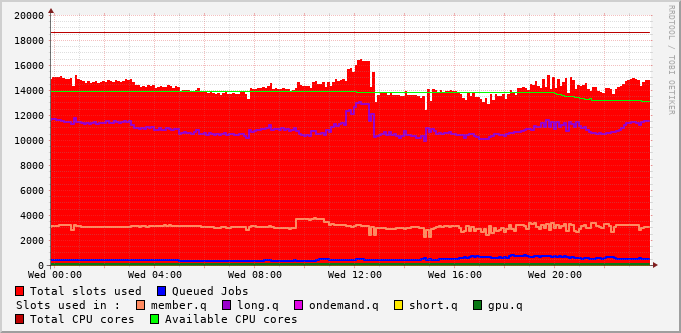 RRDTOOL / TOBI OETIKER
20000
18000
16000
14000
12000
10000
8000
6000
4000
2000
0
Wed 00:00 Wed 04:00 Wed 08:00 Wed 12:00 Wed 16:00 Wed 20:00
Total slots used Queued Jobs
Slots used in : member.q long.q ondemand.q short.q gpu.q
Total CPU cores Available CPU cores